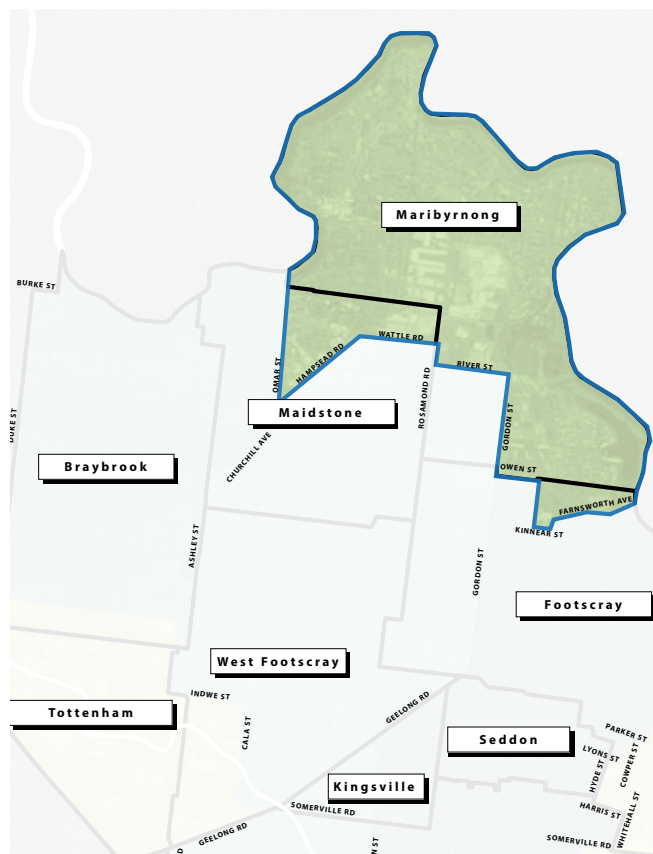 Maribyrnong
BURKE ST
WATTLE RD
HAMPSEAD RD
RIVER ST
OMAR ST
ROSAMOND RD
Maidstone
GORDON ST
DUKE ST
CHURCHILL AVE
Braybrook
OWEN ST
FARNSWORTH AVE
KINNEAR ST
ASHLEY ST
GORDON ST
Footscray
West Footscray
INDWE ST
GEELONG RD
Tottenham
CALA ST
PARKER ST
Seddon
LYONS ST
HYDE ST
COWPER ST
Kingsville
SOMERVILLE RD
HARRIS ST
WHITEHALL ST
GEELONG RD
SOMERVILLE RD
D
N ST